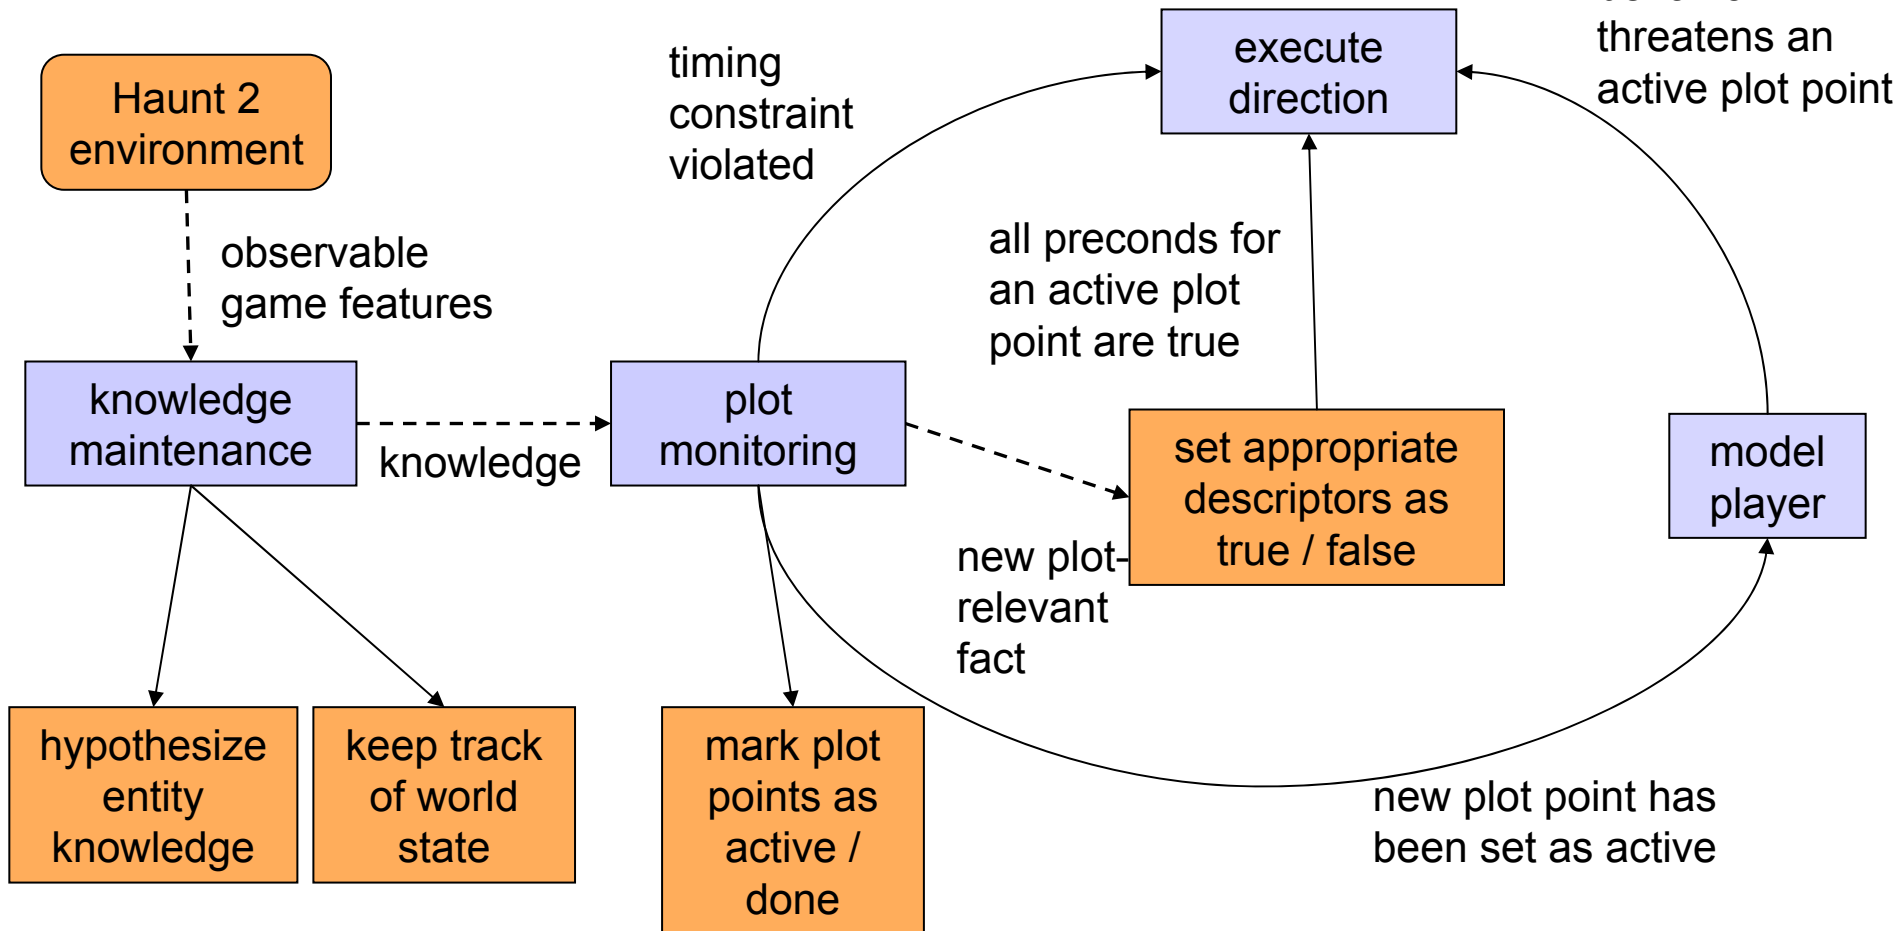 Haunt 2
environment
timing
constraint
violated
execute
direction
threatens an
active plot point
observable
game features
all preconds for
an active plot
point are true
knowledge
maintenance
knowledge
plot
monitoring
set appropriate
descriptors as
true / false
model
player
new plot-
relevant
fact
hypothesize
entity
knowledge
keep track
of world
state
mark plot
points as
active /
done
new plot point has
been set as active